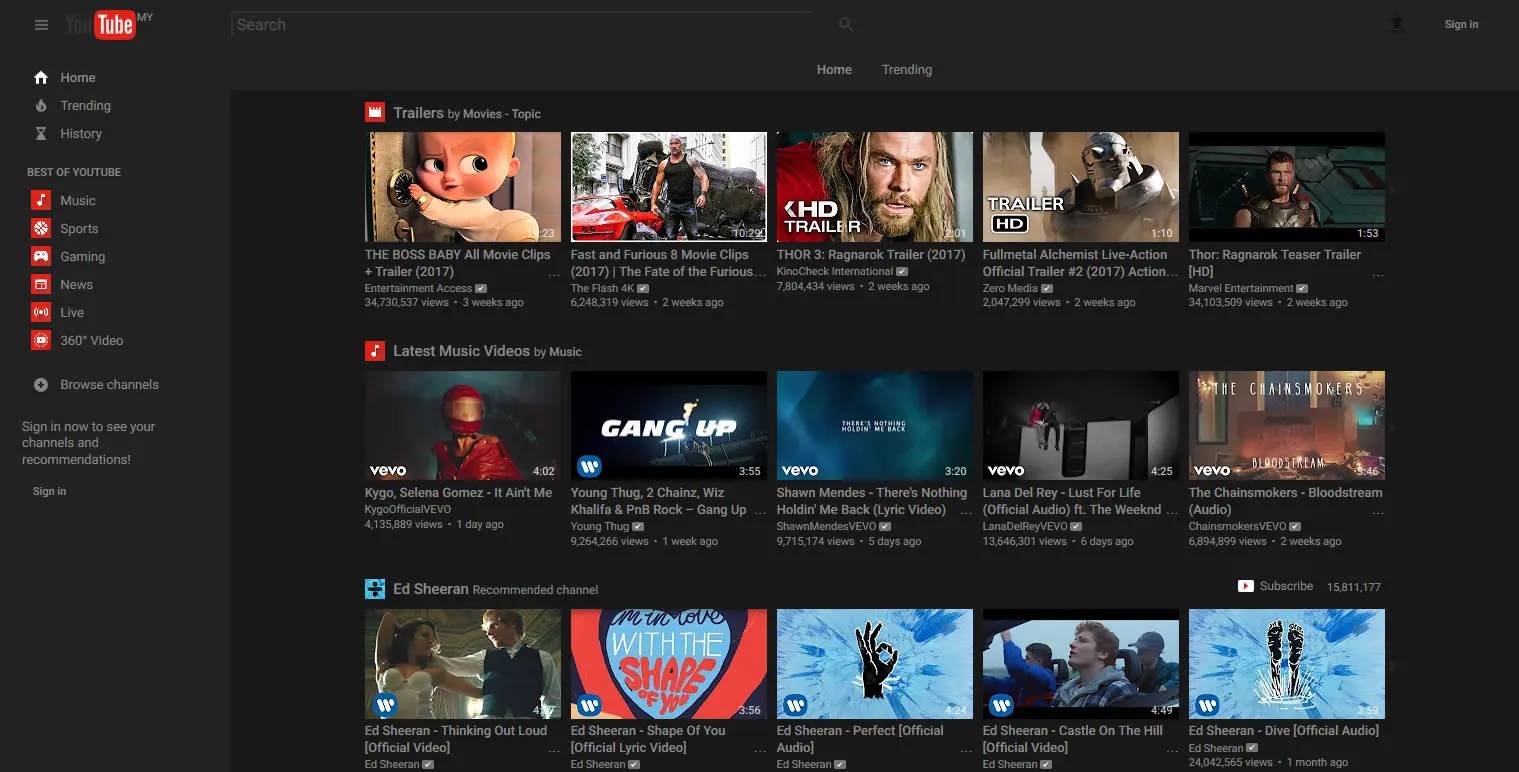 YouTube MY
Search
Sign in
Home
Trending
Home
Trending
History
BEST OF YOUTUBE
Music
Sports
Gaming
News
Live
360° Video
Browse channels
Sign in now to see your
channels and
recommendations!
Sign in
Trailers by Movies - Topic
10:29
HD
TRAILER
2:01
TRAILER
HD
1:10
1:53
THE BOSS BABY All Movie Clips
+ Trailer (2017)
Entertainment Access
34,730,537 views • 3 weeks ago
Fast and Furious 8 Movie Clips
(2017) | The Fate of the Furious...
The Flash 4K
6,248,319 views • 2 weeks ago
THOR 3: Ragnarok Trailer (2017)
KinoCheck International
7,804,434 views • 2 weeks ago
Fullmetal Alchemist Live-Action
Official Trailer #2 (2017) Action...
Zero Media
2,047,299 views • 2 weeks ago
Thor: Ragnarok Teaser Trailer
[HD]
Marvel Entertainment
34,103,509 views • 2 weeks ago
Latest Music Videos by Music
vevo
4:02
GANG UP
3:55
THERE'S NOTHING
HOLDIN' ME BACK
vevo
3:20
vevo
4:25
THE CHAINSMOKERS
vevo
BLOODSTREAM
3:46
Kygo, Selena Gomez - It Ain't Me
KygoOfficialVEVO
4,135,889 views • 1 day ago
Young Thug, 2 Chainz, Wiz
Khalifa & PnB Rock – Gang Up
Young Thug
9,264,266 views • 1 week ago
Shawn Mendes - There's Nothing
Holdin' Me Back (Lyric Video)
ShawnMendesVEVO
9,715,174 views • 5 days ago
Lana Del Rey - Lust For Life
(Official Audio) ft. The Weeknd
LanaDelReyVEVO
13,646,301 views • 6 days ago
The Chainsmokers - Bloodstream
(Audio)
ChainsmokersVEVO
6,894,899 views • 2 weeks ago
Ed Sheeran Recommended channel
Subscribe 15,811,177
I'm in love
WITH THE
SHAPE
OF YOU
3:56
4:24
4:49
3:59
Ed Sheeran - Thinking Out Loud
[Official Video]
Ed Sheeran
Ed Sheeran - Shape Of You
[Official Lyric Video]
Ed Sheeran
Ed Sheeran - Perfect [Official
Audio]
Ed Sheeran
Ed Sheeran - Castle On The Hill
[Official Video]
Ed Sheeran
Ed Sheeran - Dive [Official Audio]
Ed Sheeran
24,042,565 views • 1 month ago